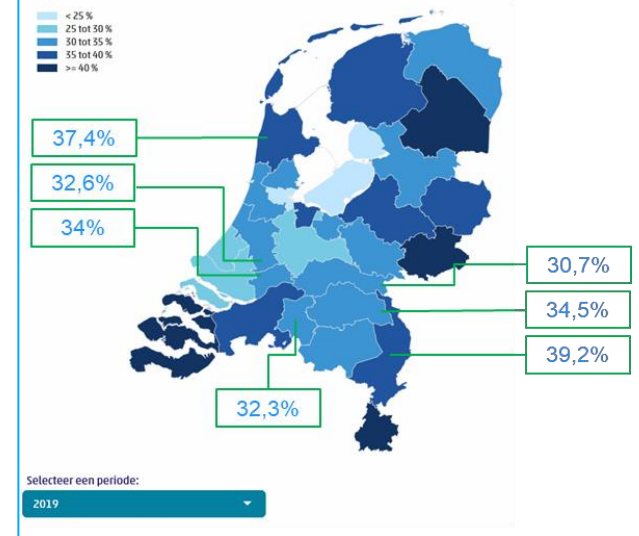 < 25 %
25 tot 30 %
30 tot 35 %
35 tot 40 %
>= 40 %
37,4%
32,6%
34%
30,7%
34,5%
39,2%
32,3%
Selecteer een periode:
2019